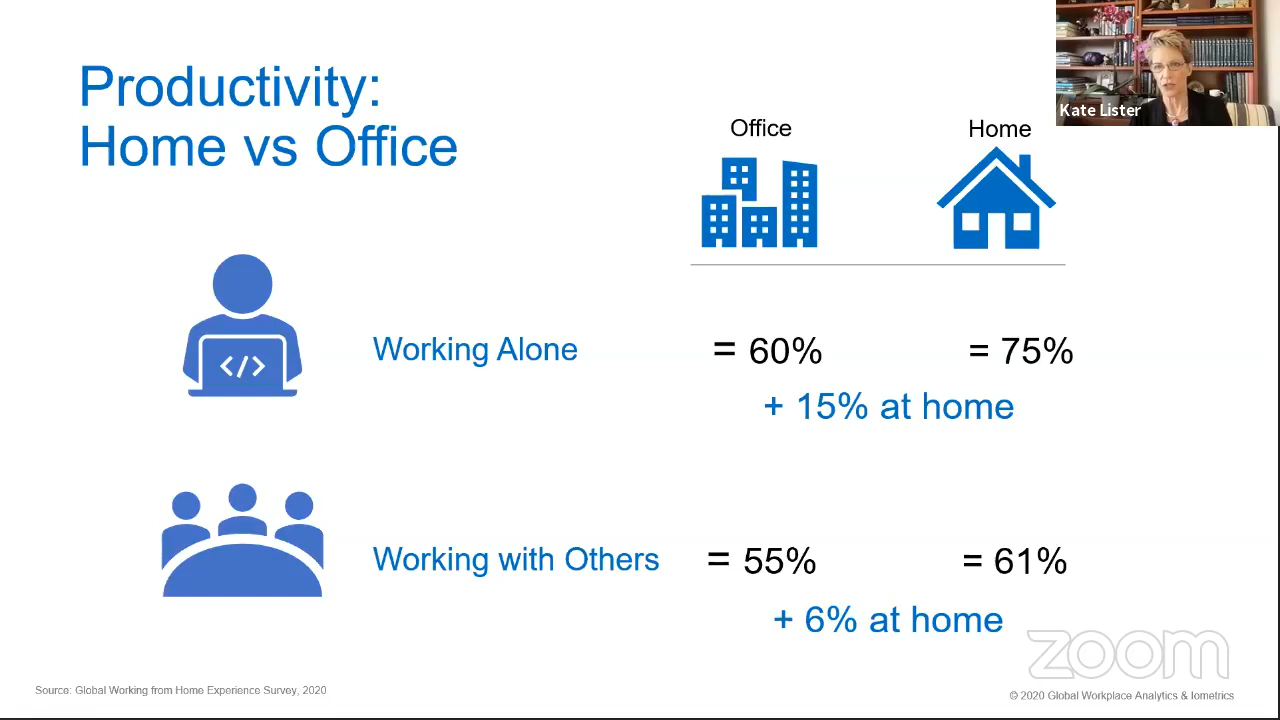 Productivity:
Home vs Office
Kate Lister
Office
Home
</>
Working Alone
= 60%
= 75%
+ 15% at home
Working with Others
= 55%
= 61%
+ 6% at home
zoom
Source: Global Working from Home Experience Survey, 2020
© 2020 Global Workplace Analytics & Iometrics